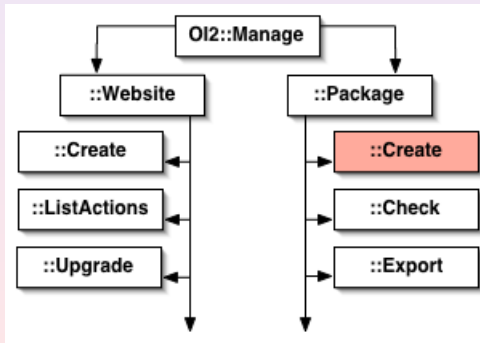 OI2::Manage
::Website
::Package
::Create
::Create
::ListActions
::Check
::Upgrade
::Export